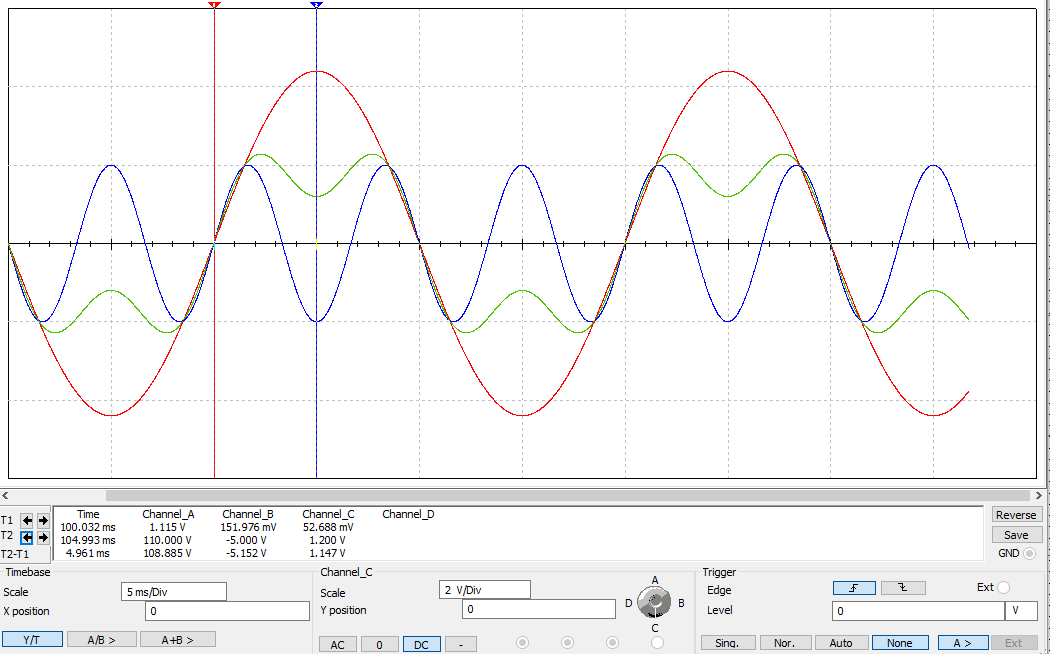 1 2
T1 Time Channel_A Channel_B Channel_C Channel_D Reverse
100.032 ms 1.115 V 151.976 mV 52.688 mV
T2 104.993 ms 110.000 V -5.000 V 1.200 V Save
T2-T1 4.961 ms 108.885 V -5.152 V 1.147 V GND
Timebase Channel_C Trigger
Scale 5 ms/Div Scale 2 V/Div A Edge Ext
X position 0 Y position 0 D B Level 0 V
C
Y/T A/B > A+B > AC 0 DC - Sing. Nor. Auto None A > Ext